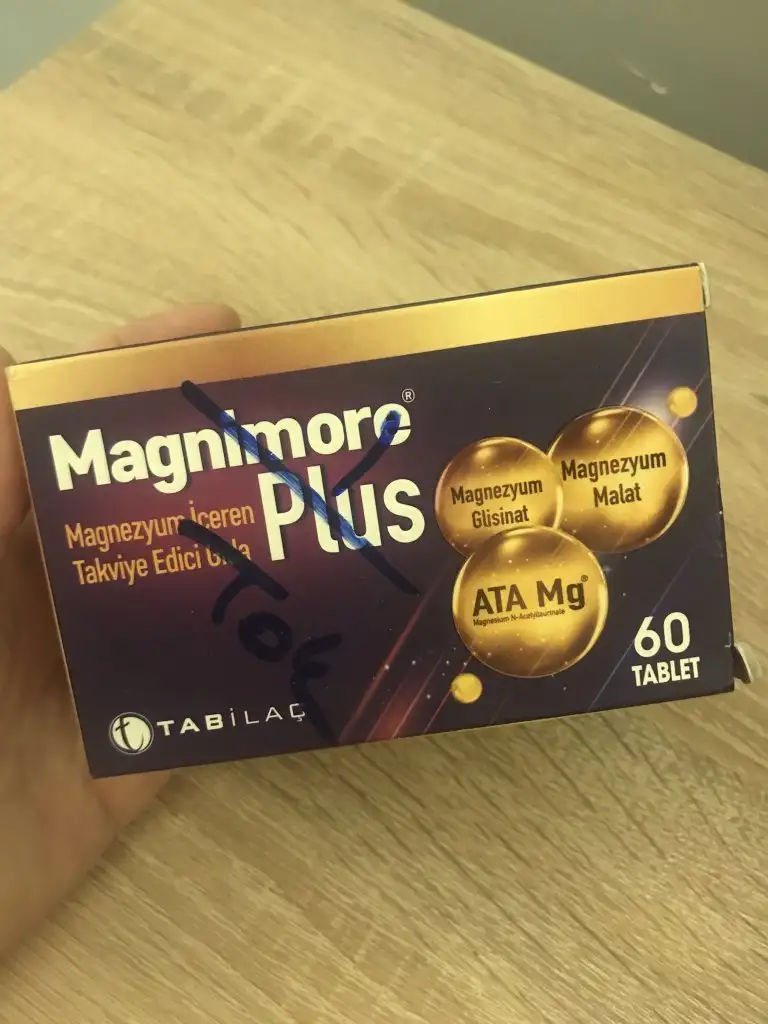 Magnimore®
Plus
Magnezyum İçeren
Takviye Edici Gıda
Magnezyum
Glisinat
Magnezyum
Malat
ATA Mg®
Magnesium N-Acetyltaurinate
60
TABLET
t TABİLAÇ
Tok